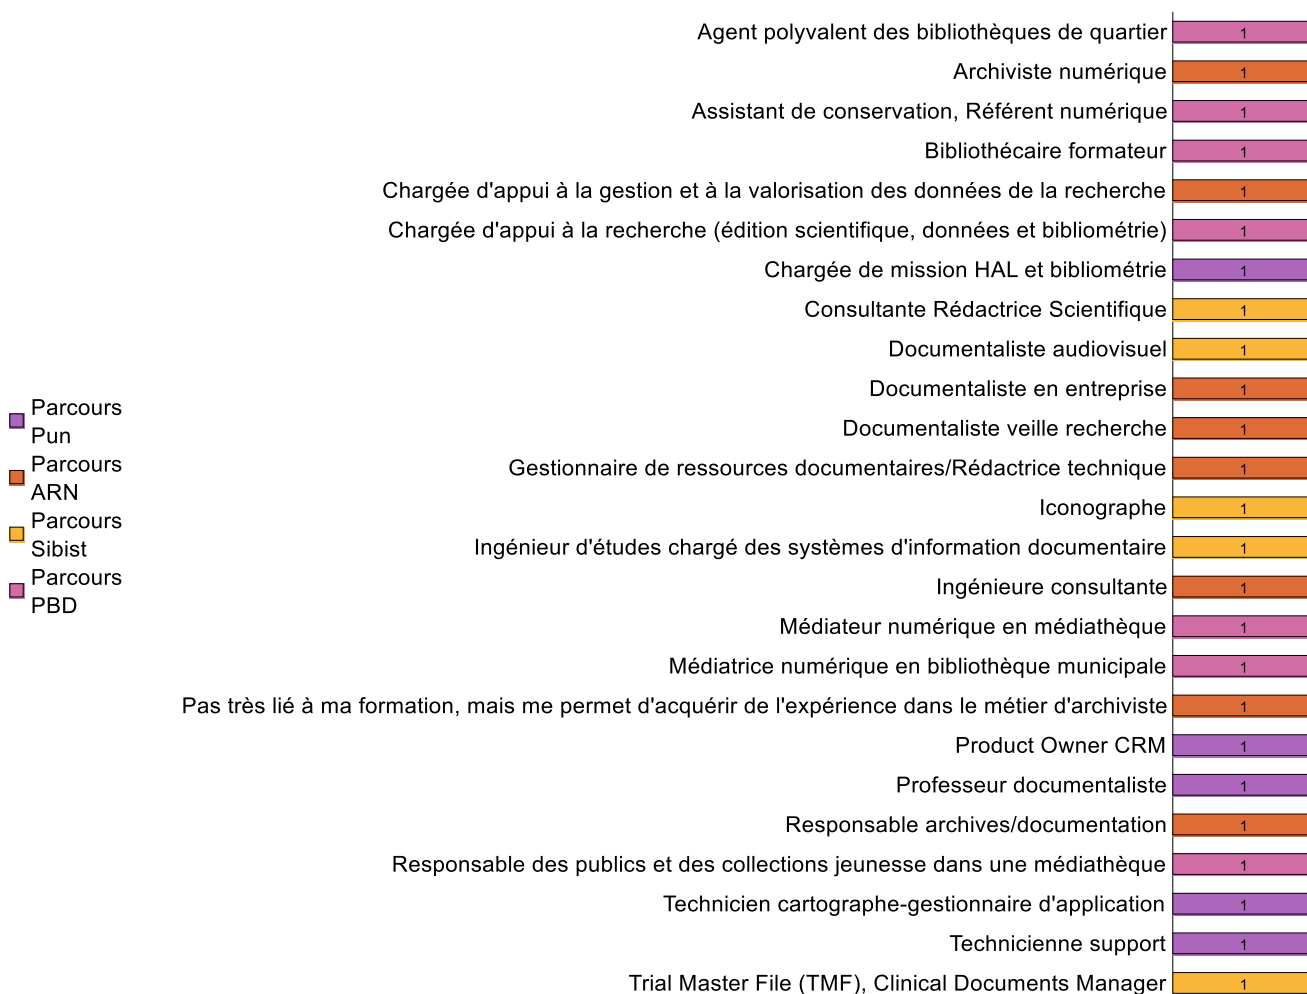 Agent polyvalent des bibliothèques de quartier 1
Archiviste numérique 1
Assistant de conservation, Référent numérique 1
Bibliothécaire formateur 1
Chargée d'appui à la gestion et à la valorisation des données de la recherche 1
Chargée d'appui à la recherche (édition scientifique, données et bibliométrie) 1
Chargée de mission HAL et bibliométrie 1
Consultante Rédactrice Scientifique 1
Documentaliste audiovisuel 1
Documentaliste en entreprise 1
Documentaliste veille recherche 1
Gestionnaire de ressources documentaires/Rédactrice technique 1
Iconographe 1
Ingénieur d'études chargé des systèmes d'information documentaire 1
Ingénieure consultante 1
Médiateur numérique en médiathèque 1
Médiatrice numérique en bibliothèque municipale 1
Pas très lié à ma formation, mais me permet d'acquérir de l'expérience dans le métier d'archiviste 1
Product Owner CRM 1
Professeur documentaliste 1
Responsable archives/documentation 1
Responsable des publics et des collections jeunesse dans une médiathèque 1
Technicien cartographe-gestionnaire d'application 1
Technicienne support 1
Trial Master File (TMF), Clinical Documents Manager 1
Parcours
Pun
Parcours
ARN
Parcours
Sibist
Parcours
PBD